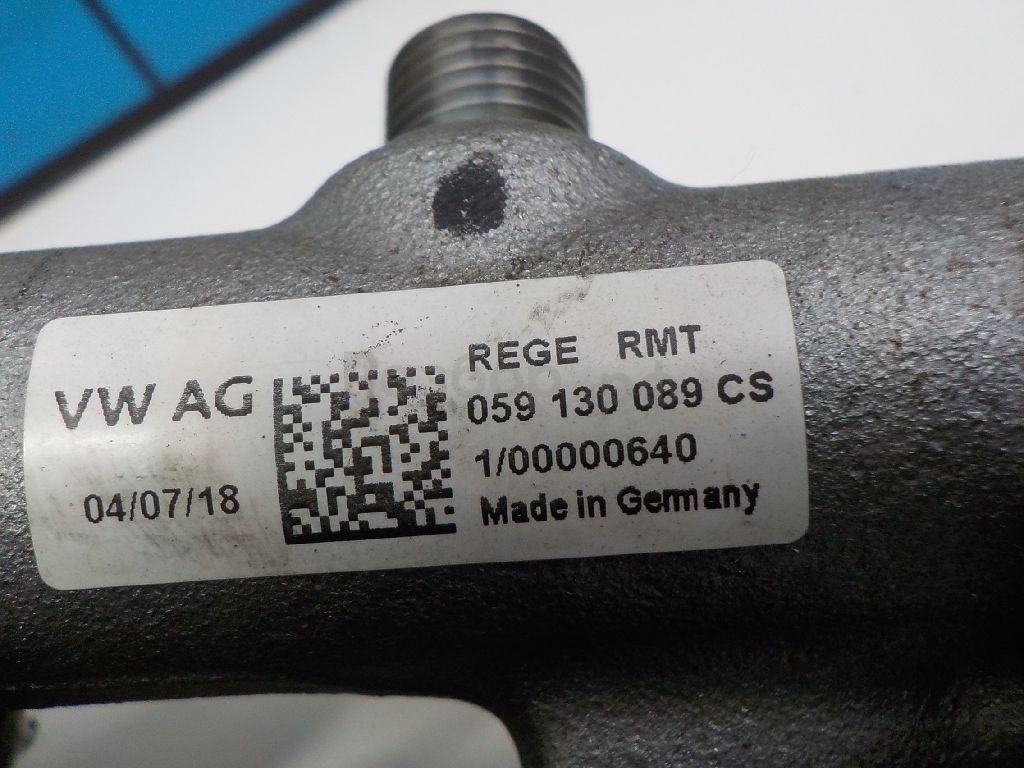 VW AG
04/07/18
REGE RMT
059 130 089 CS
1/00000640
Made in Germany